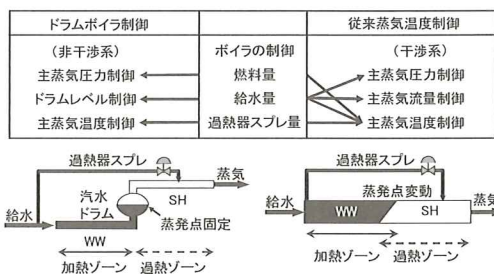 ドラムボイラ制御
従来蒸気温度制御
（非干渉系）
ボイラの制御
（干渉系）
主蒸気圧力制御
燃料量
主蒸気圧力制御
ドラムレベル制御
給水量
主蒸気流量制御
主蒸気温度制御
過熱器スプレ量
主蒸気温度制御
過熱器スプレ
蒸気
汽水
ドラム
SH
給水
蒸発点固定
WW
加熱ゾーン
過熱ゾーン
過熱器スプレ
蒸発点変動
給水
WW
SH
蒸気
加熱ゾーン
過熱ゾーン